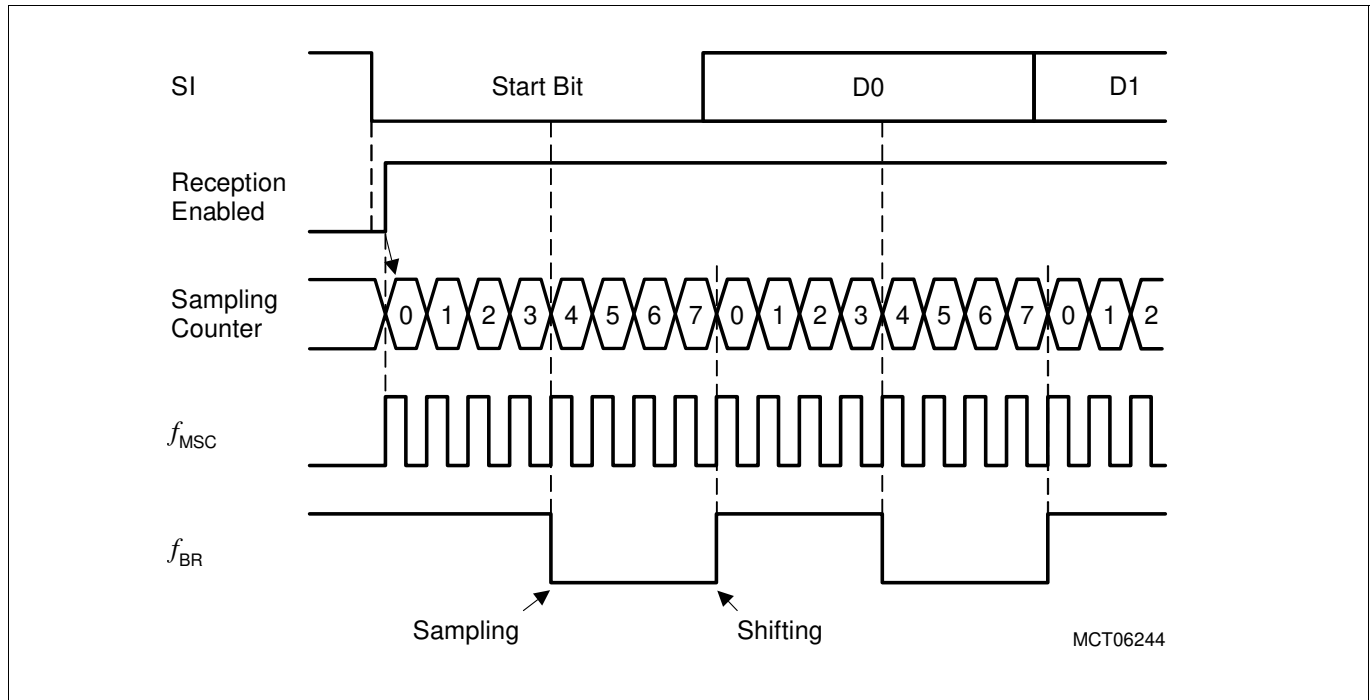 SI
Start Bit
D0
D1
Reception
Enabled
Sampling
Counter
0 1 2 3 4 5 6 7 0 1 2 3 4 5 6 7 0 1 2
fMSC
fBR
Sampling
Shifting
MCT06244